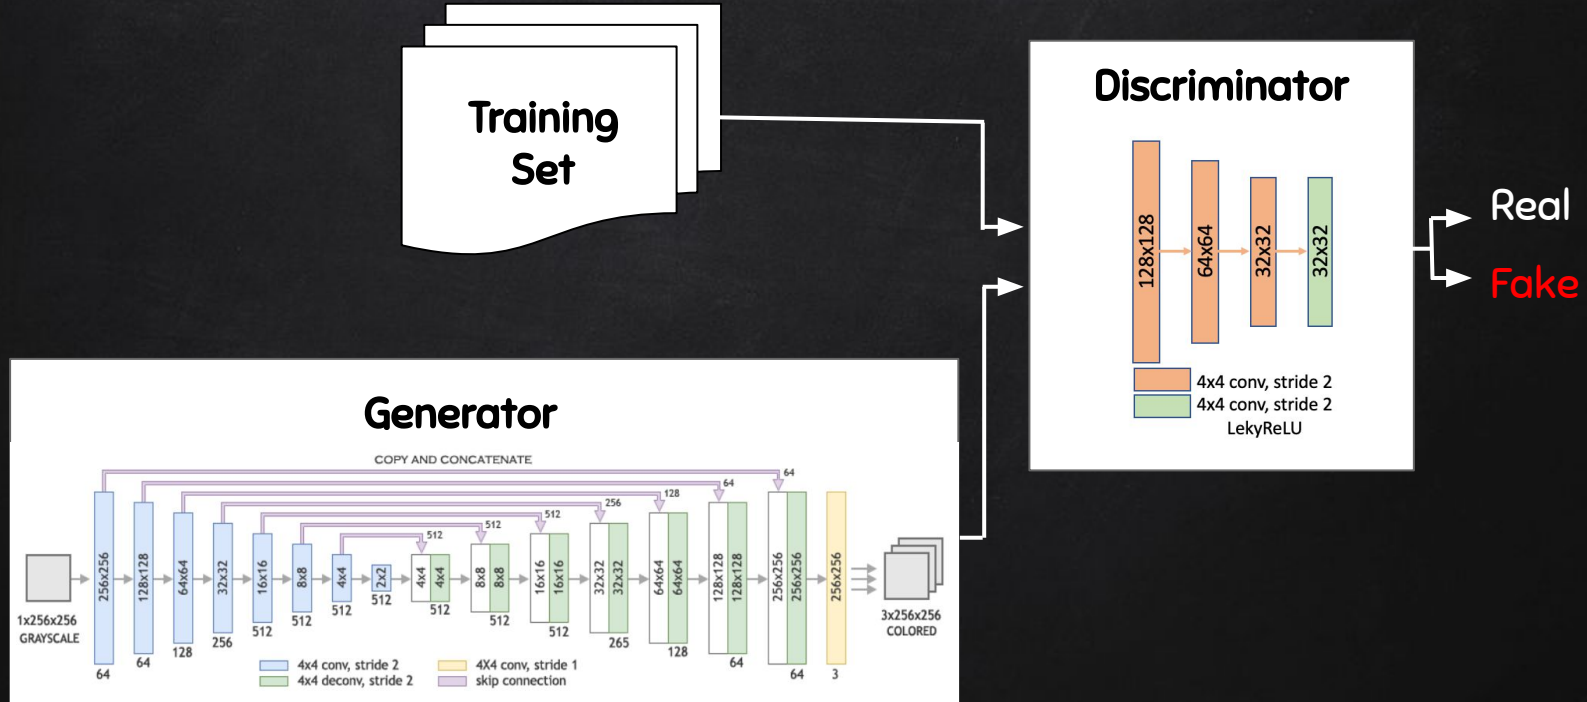 Training
Set
Discriminator
128x128
64x64
32x32
32x32
4x4 conv, stride 2
4x4 conv, stride 2
LekyReLU
Real
Fake
Generator
COPY AND CONCATENATE
64
64
128
256
512
512
512
1x256x256
GRAYSCALE
256x256
64
128x128
64
64x64
128
32x32
256
16x16
512
8x8
512
4x4
512
2x2
512
4x4
4x4
512
8x8
8x8
512
16x16
16x16
512
32x32
32x32
265
64x64
64x64
128
128x128
128x128
64
256x256
256x256
64
256x256
3
3x256x256
COLORED
4x4 conv, stride 2
4x4 deconv, stride 2
4X4 conv, stride 1
skip connection